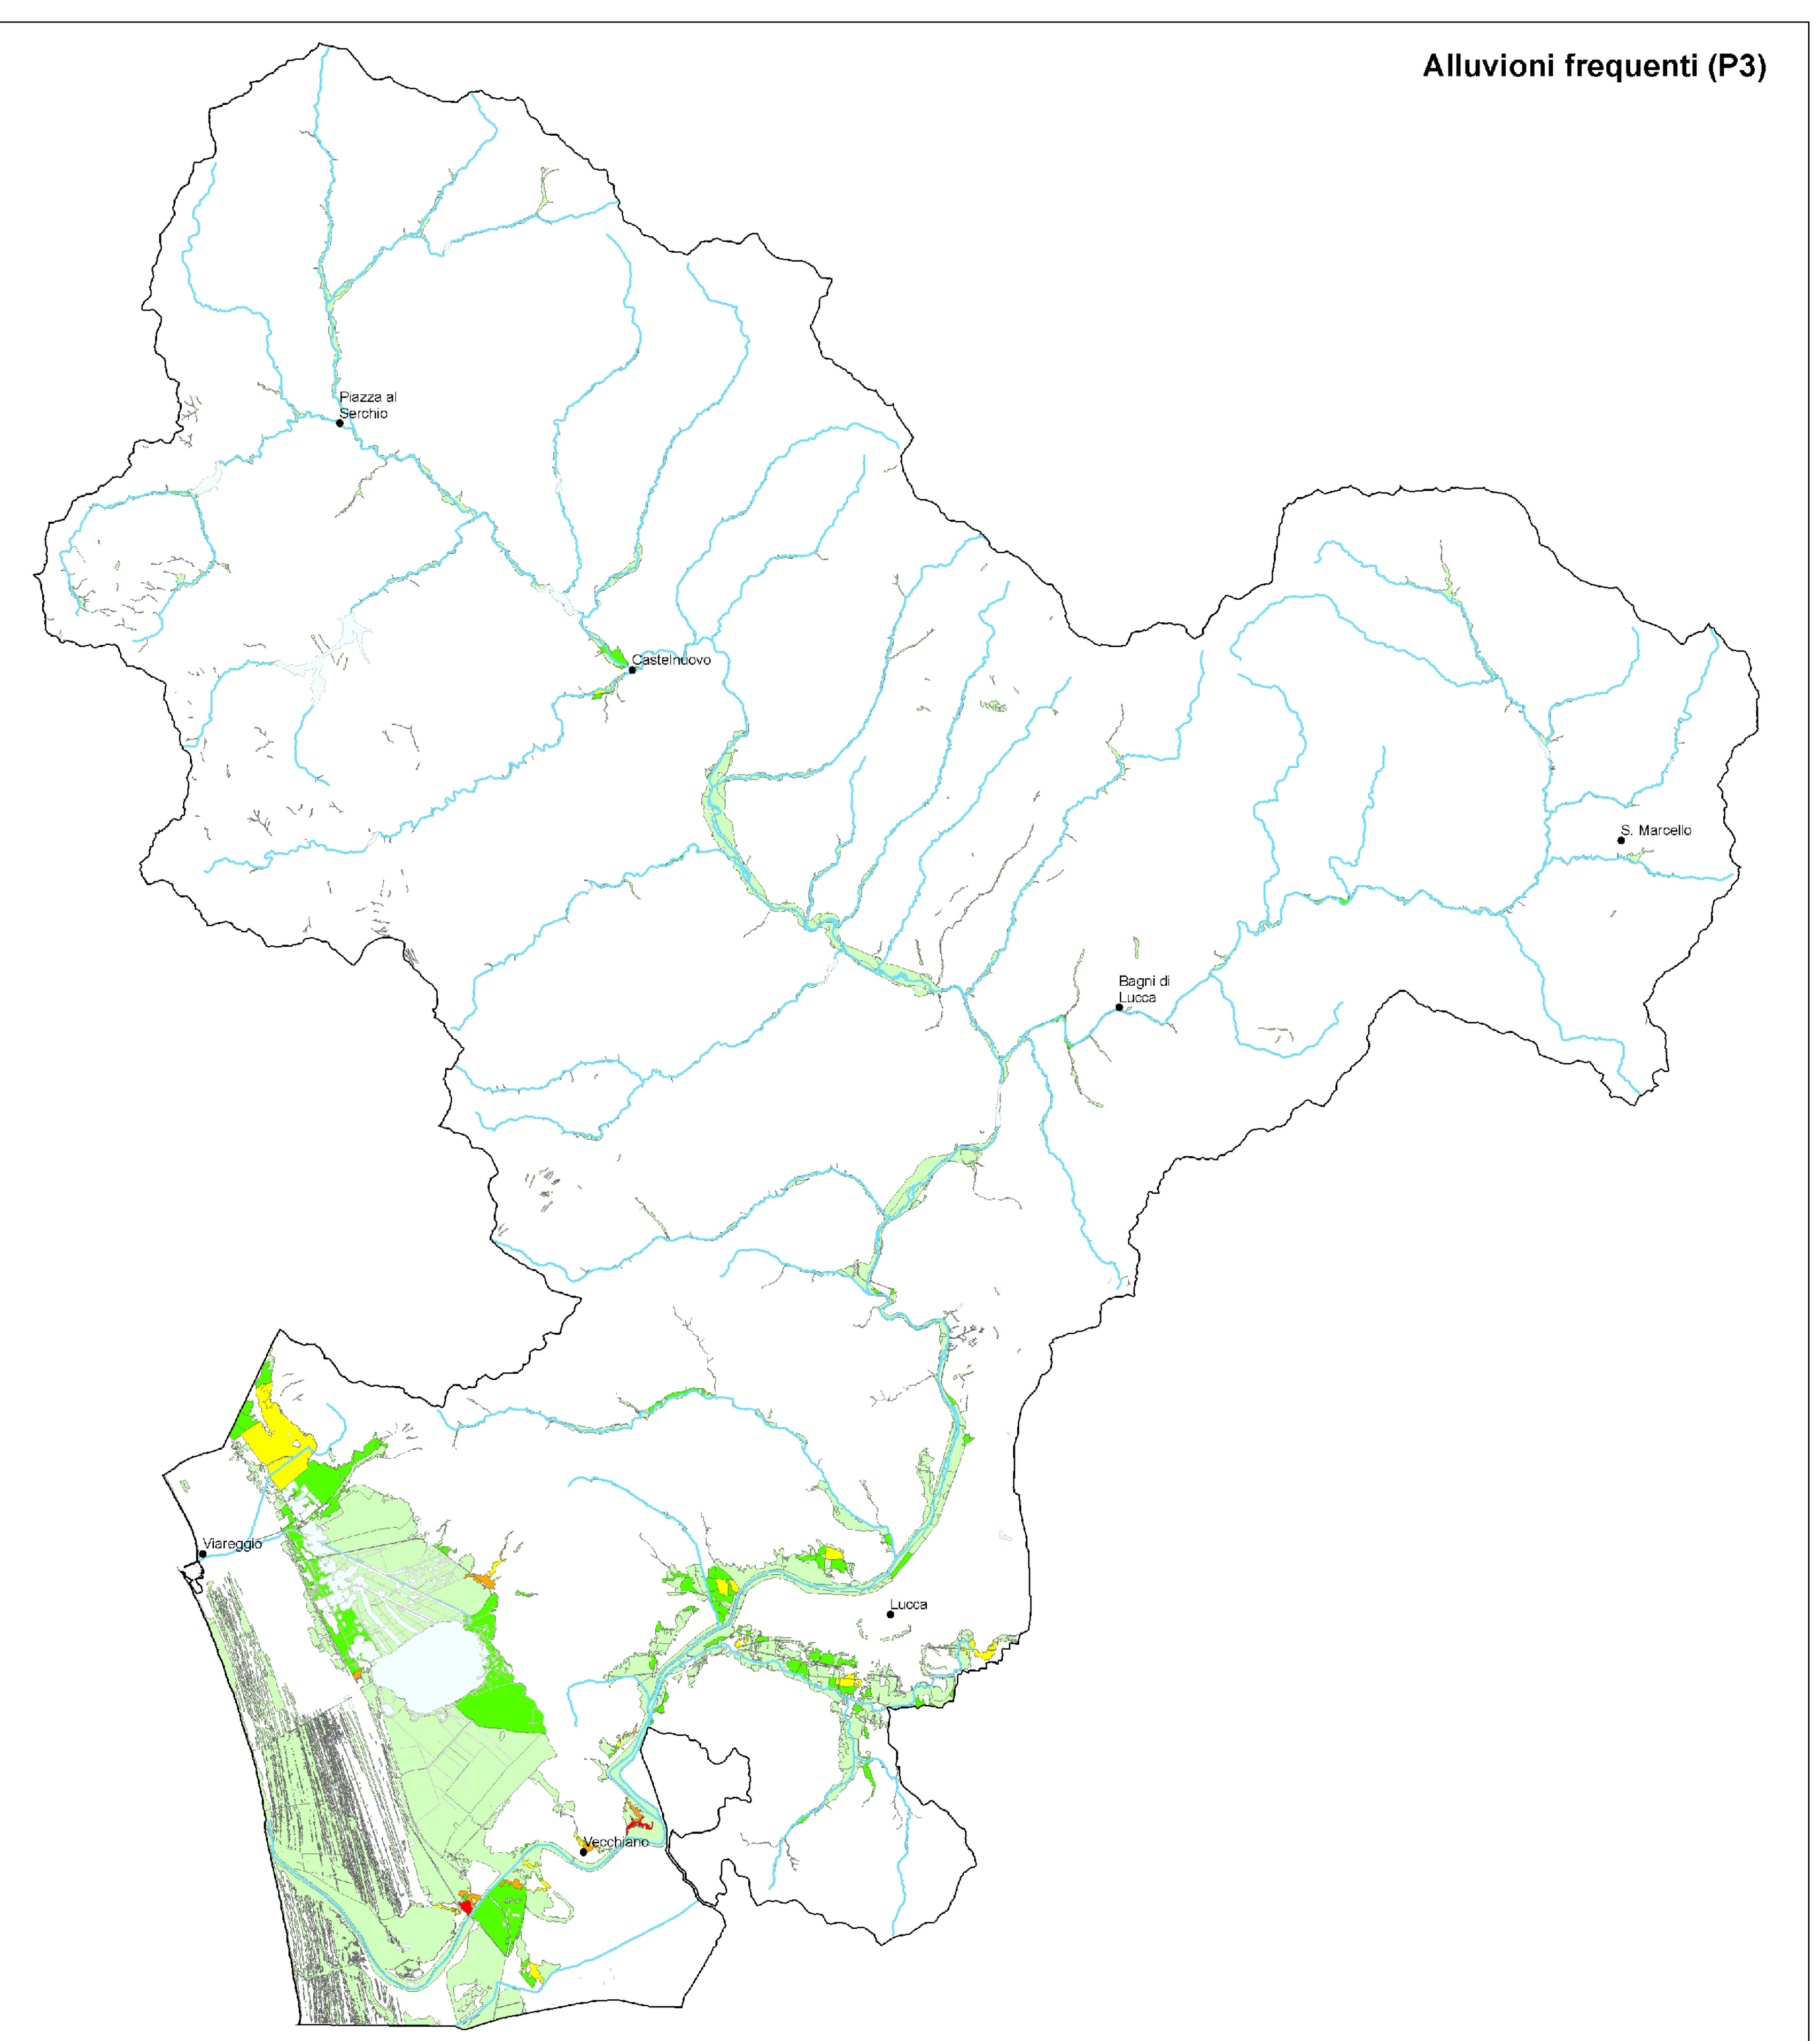 Alluvioni frequenti (P3)
Piazza al
Serchio
Castelnuovo
S. Marcello
Bagni di
Lucca
Viareggio
Lucca
Vecchiano